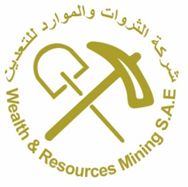 شركة الثروات والموارد للتعدين
Wealth & Resources Mining S.A.E